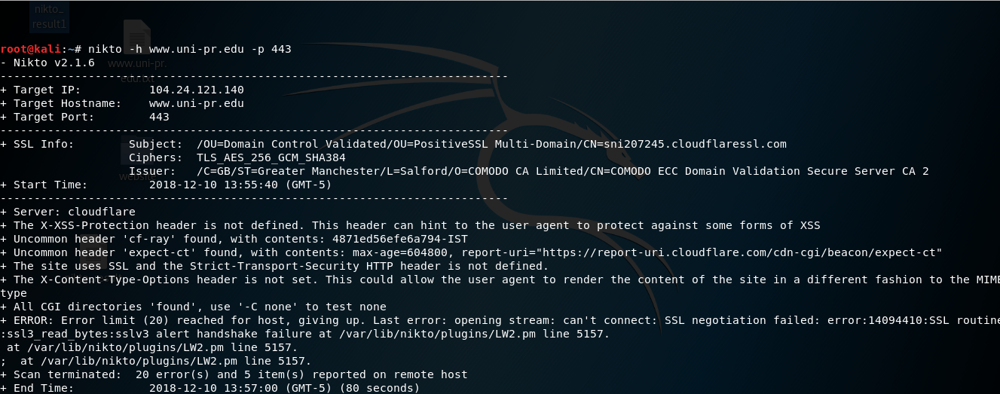 nikto_
result1
root@kali:~# nikto -h www.uni-pr.edu -p 443
- Nikto v2.1.6
www.uni-pr.
edu.txt
---------------------------------------------------------------------------
+ Target IP:          104.24.121.140
+ Target Hostname:    www.uni-pr.edu
+ Target Port:        443
---------------------------------------------------------------------------
+ SSL Info:        Subject:  /OU=Domain Control Validated/OU=PositiveSSL Multi-Domain/CN=sni207245.cloudflaressl.com
                   Ciphers:  TLS_AES_256_GCM_SHA384
                   Issuer:   /C=GB/ST=Greater Manchester/L=Salford/O=COMODO CA Limited/CN=COMODO ECC Domain Validation Secure Server CA 2
+ Start Time:         2018-12-10 13:55:40 (GMT-5)
---------------------------------------------------------------------------
+ Server: cloudflare
+ The X-XSS-Protection header is not defined. This header can hint to the user agent to protect against some forms of XSS
+ Uncommon header 'cf-ray' found, with contents: 4871ed56efe6a794-IST
+ Uncommon header 'expect-ct' found, with contents: max-age=604800, report-uri="https://report-uri.cloudflare.com/cdn-cgi/beacon/expect-ct"
+ The site uses SSL and the Strict-Transport-Security HTTP header is not defined.
+ The X-Content-Type-Options header is not set. This could allow the user agent to render the content of the site in a different fashion to the MIME
type
+ All CGI directories 'found', use '-C none' to test none
+ ERROR: Error limit (20) reached for host, giving up. Last error: opening stream: can't connect: SSL negotiation failed: error:14094410:SSL routine
:ssl3_read_bytes:sslv3 alert handshake failure at /var/lib/nikto/plugins/LW2.pm line 5157.
 at /var/lib/nikto/plugins/LW2.pm line 5157.
;  at /var/lib/nikto/plugins/LW2.pm line 5157.
+ Scan terminated:  20 error(s) and 5 item(s) reported on remote host
+ End Time:           2018-12-10 13:57:00 (GMT-5) (80 seconds)